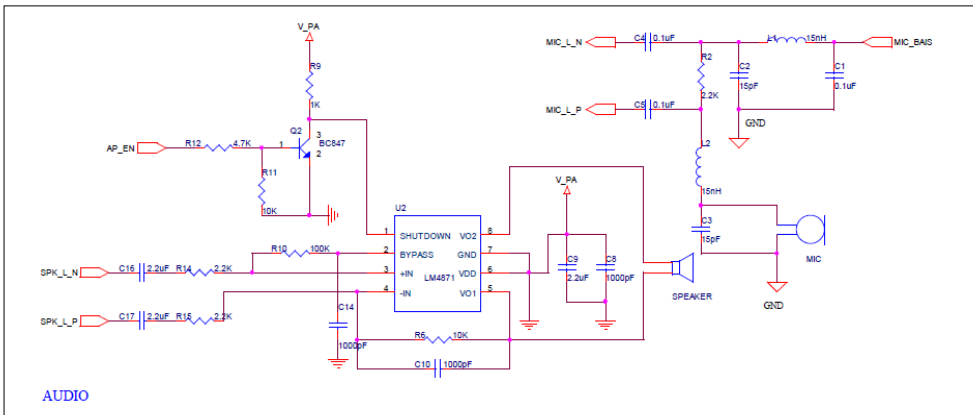 V_PA
R9
1K
Q2
3
BC847
1
2
AP_EN
R12
4.7K
R11
10K
U2
1 SHUTDOWN VO2 8
2 BYPASS GND 7
3 +IN VDD 6
4 -IN VO1 5
LM4871
R10
100K
SPK_L_N
C16
2.2uF
R14
2.2K
SPK_L_P
C17
2.2uF
R15
2.2K
C14
1000pF
R6
10K
C10
1000pF
V_PA
C9
2.2uF
C8
1000pF
SPEAKER
MIC_L_N
C4
0.1uF
L1
15nH
MIC_BAIS
R2
2.2K
C2
15pF
C1
0.1uF
MIC_L_P
C5
0.1uF
GND
L2
15nH
C3
15pF
MIC
GND
AUDIO